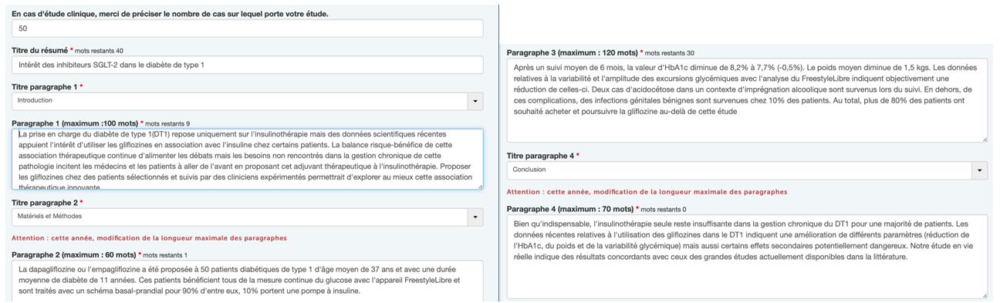 En cas d'étude clinique, merci de préciser le nombre de cas sur lequel porte votre étude.
50
Titre du résumé * mots restants 40
Intérêt des inhibiteurs SGLT-2 dans le diabète de type 1
Titre paragraphe 1 *
Introduction
Paragraphe 1 (maximum :100 mots) * mots restants 9
La prise en charge du diabète de type 1(DT1) repose uniquement sur l'insulinothérapie mais des données scientifiques récentes
appuient l'intérêt d'utiliser les gliflozines en association avec l'insuline chez certains patients. La balance risque-bénéfice de cette
association thérapeutique continue d'alimenter les débats mais les besoins non rencontrés dans la gestion chronique de cette
pathologie incitent les médecins et les patients à aller de l'avant en proposant cet adjuvant thérapeutique à l'insulinothérapie. Proposer
les gliflozines chez des patients sélectionnés et suivis par des cliniciens expérimentés permettrait d'explorer au mieux cette association
thérapeutique innovante
Titre paragraphe 2 *
Matériels et Méthodes
Attention : cette année, modification de la longueur maximale des paragraphes
Paragraphe 2 (maximum : 60 mots) * mots restants 1
La dapagliflozine ou l'empagliflozine a été proposée à 50 patients diabétiques de type 1 d'âge moyen de 37 ans et avec une durée
moyenne de diabète de 11 années. Ces patients bénéficient tous de la mesure continue du glucose avec l'appareil FreestyleLibre et
sont traités avec un schéma basal-prandial pour 90% d'entre eux, 10% portent une pompe à insuline.
Paragraphe 3 (maximum : 120 mots) * mots restants 30
Après un suivi moyen de 6 mois, la valeur d'HbA1c diminue de 8,2% à 7,7% (-0,5%). Le poids moyen diminue de 1,5 kgs. Les données
relatives à la variabilité et l'amplitude des excursions glycémiques avec l'analyse du FreestyleLibre indiquent objectivement une
réduction de celles-ci. Deux cas d'acidocétose dans un contexte d'imprégnation alcoolique sont survenus lors du suivi. En dehors, de
ces complications, des infections génitales bénignes sont survenues chez 10% des patients. Au total, plus de 80% des patients ont
souhaité acheter et poursuivre la gliflozine au-delà de cette étude
Titre paragraphe 4 *
Conclusion
Attention : cette année, modification de la longueur maximale des paragraphes
Paragraphe 4 (maximum : 70 mots) * mots restants 0
Bien qu'indispensable, l'insulinothérapie seule reste insuffisante dans la gestion chronique du DT1 pour une majorité de patients. Les
données récentes relatives à l'utilisation des gliflozines dans le DT1 indiquent une amélioration de différents paramètres (réduction de
l'HbA1c, du poids et de la variabilité glycémique) mais aussi certains effets secondaires potentiellement dangereux. Notre étude en vie
réelle indique des résultats concordants avec ceux des grandes études actuellement disponibles dans la littérature.